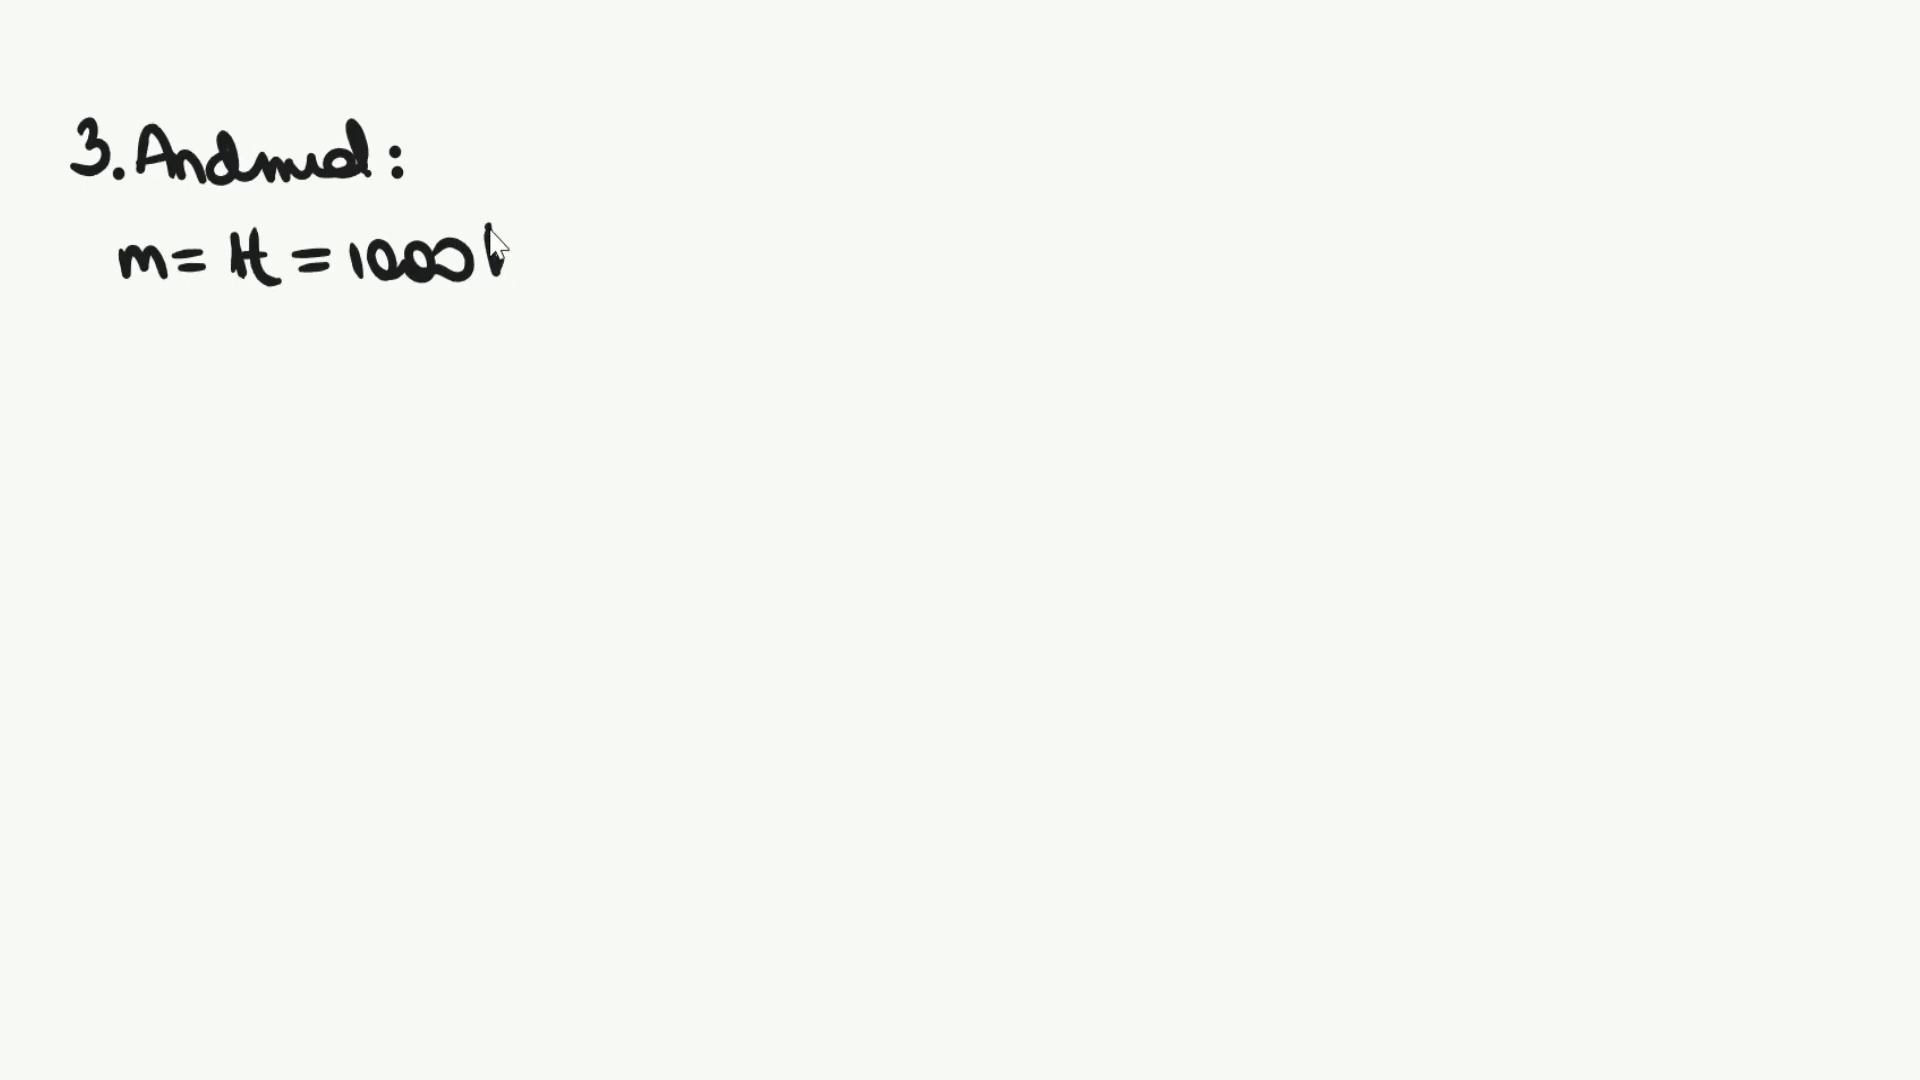 3. Andmed:
m = 1t = 1000 k